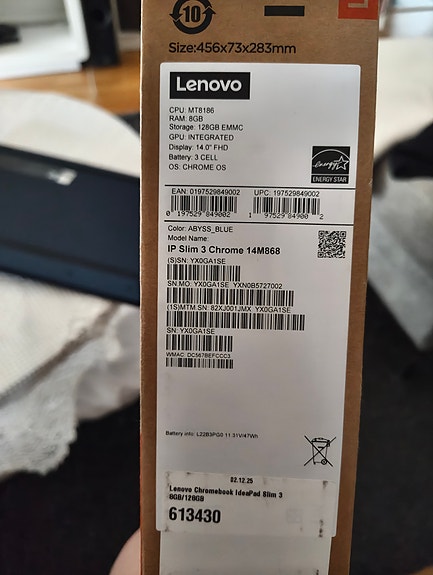 10
Size:456x73x283mm
Lenovo
CPU: MT8186
RAM: 8GB
Storage: 128GB EMMC
GPU: INTEGRATED
Display: 14.0" FHD
Battery: 3 CELL
OS: CHROME OS
energy
ENERGY STAR
EAN: 0197529849002 UPC: 197529849002
0 197529 849002 1 97529 84900 2
Color: ABYSS_BLUE
Model Name:
IP Slim 3 Chrome 14M868
(S)SN: YX0GA1SE
SN.MO: YX0GA1SE YXN0B5727002
(1S)MTM.SN: 82XJ001JMX YX0GA1SE
SN: YX0GA1SE
WMAC: DC567BEFCCC3
Battery info: L22B3PG0 11.31V/47Wh
02.12.25
Lenovo Chromebook IdeaPad Slim 3
8GB/128GB
613430